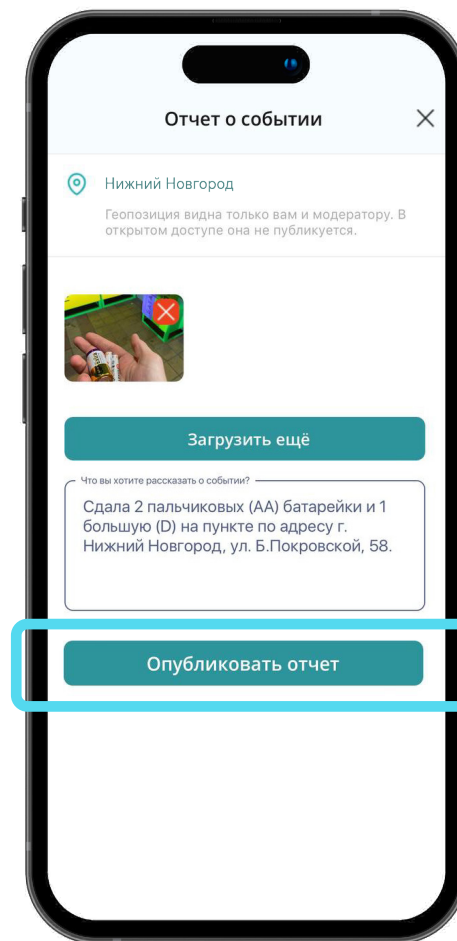 Отчет о событии
Нижний Новгород
Геопозиция видна только вам и модератору. В
открытом доступе она не публикуется.
Загрузить ещё
Что вы хотите рассказать о событии?
Сдала 2 пальчиковых (АА) батарейки и 1
большую (D) на пункте по адресу г.
Нижний Новгород, ул. Б.Покровской, 58.
Опубликовать отчет